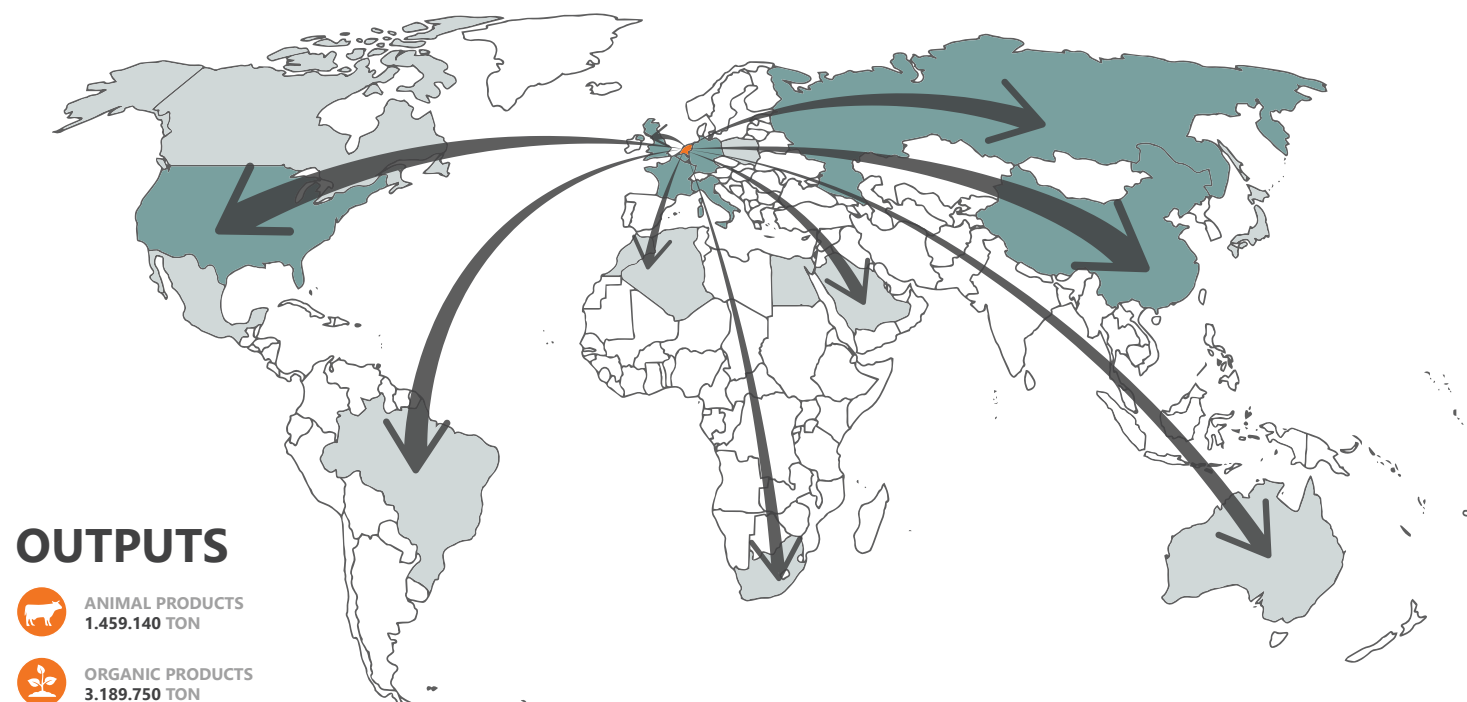 OUTPUTS
ANIMAL PRODUCTS
1.459.140 TON
ORGANIC PRODUCTS
3.189.750 TON